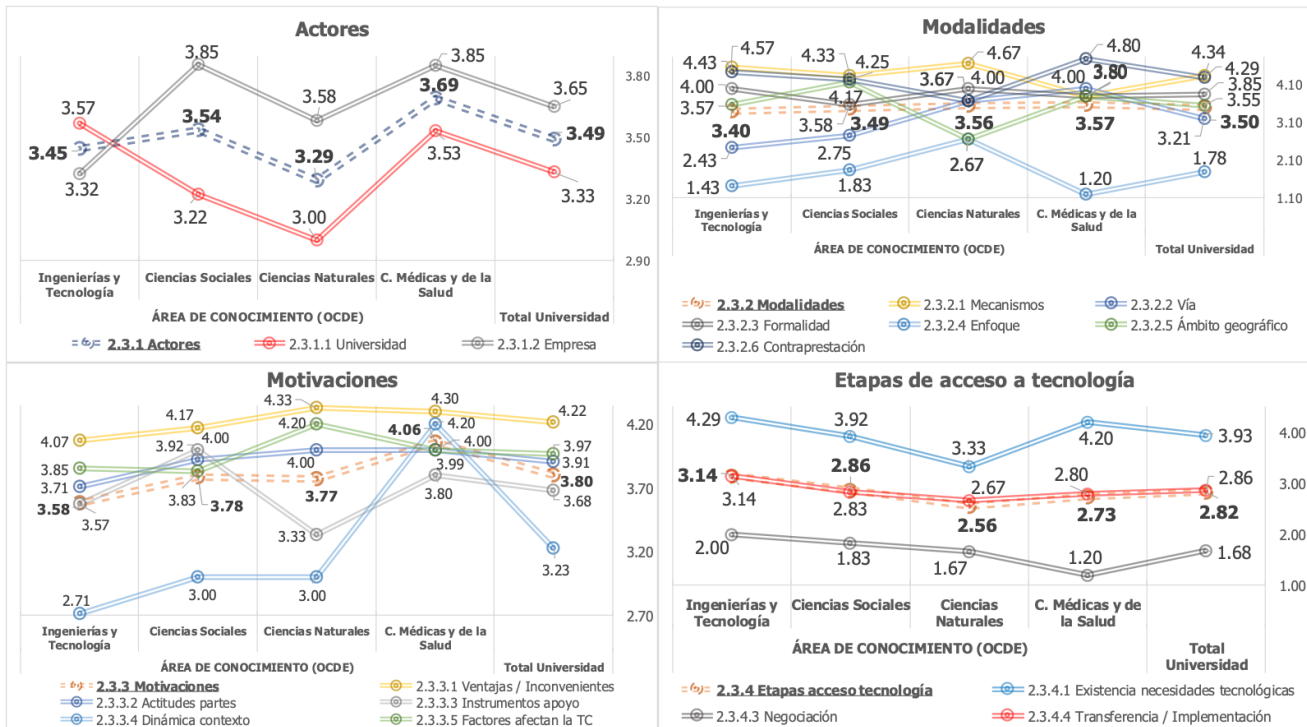 Actores
3.85
3.85
3.80
3.57
3.58
3.69
3.65
3.54
3.50
3.45
3.29
3.49
3.53
3.32
3.33
3.22
3.00
3.20
2.90
Ingenierías y
Tecnología
Ciencias Sociales
Ciencias Naturales
C. Médicas y de la
Salud
ÁREA DE CONOCIMIENTO (OCDE)
Total Universidad
2.3.1 Actores
2.3.1.1 Universidad
2.3.1.2 Empresa
Modalidades
4.43
4.57
4.33
4.25
4.67
4.80
4.34
4.29
4.10
4.00
4.17
3.67
4.00
4.00
3.80
3.85
3.57
3.55
3.40
3.58
3.49
3.56
3.57
3.50
3.10
3.21
2.43
2.75
2.67
2.10
1.43
1.83
1.20
1.78
1.10
Ingenierías y
Tecnología
Ciencias Sociales
Ciencias Naturales
C. Médicas y de la
Salud
ÁREA DE CONOCIMIENTO (OCDE)
Total Universidad
2.3.2 Modalidades
2.3.2.1 Mecanismos
2.3.2.2 Vía
2.3.2.3 Formalidad
2.3.2.4 Enfoque
2.3.2.5 Ámbito geográfico
2.3.2.6 Contraprestación
Motivaciones
4.07
4.17
4.33
4.30
4.22
4.20
3.92
4.00
4.20
4.06
4.20
4.00
3.97
3.85
3.91
3.71
4.00
3.99
3.80
3.58
3.57
3.83
3.78
3.77
3.80
3.68
3.70
3.33
3.20
3.23
2.71
3.00
3.00
2.70
Ingenierías y
Tecnología
Ciencias Sociales
Ciencias Naturales
C. Médicas y de la
Salud
ÁREA DE CONOCIMIENTO (OCDE)
Total Universidad
2.3.3 Motivaciones
2.3.3.1 Ventajas / Inconvenientes
2.3.3.2 Actitudes partes
2.3.3.3 Instrumentos apoyo
2.3.3.4 Dinámica contexto
2.3.3.5 Factores afectan la TC
Etapas de acceso a tecnología
4.29
3.92
3.33
4.20
3.93
4.00
3.14
2.86
2.67
2.80
2.86
3.00
3.14
2.83
2.56
2.73
2.82
2.00
1.83
1.67
1.20
1.68
2.00
1.00
Ingenierías y
Tecnología
Ciencias Sociales
Ciencias
Naturales
C. Médicas y de
la Salud
ÁREA DE CONOCIMIENTO (OCDE)
Total
Universidad
2.3.4 Etapas acceso tecnología
2.3.4.1 Existencia necesidades tecnológicas
2.3.4.3 Negociación
2.3.4.4 Transferencia / Implementación